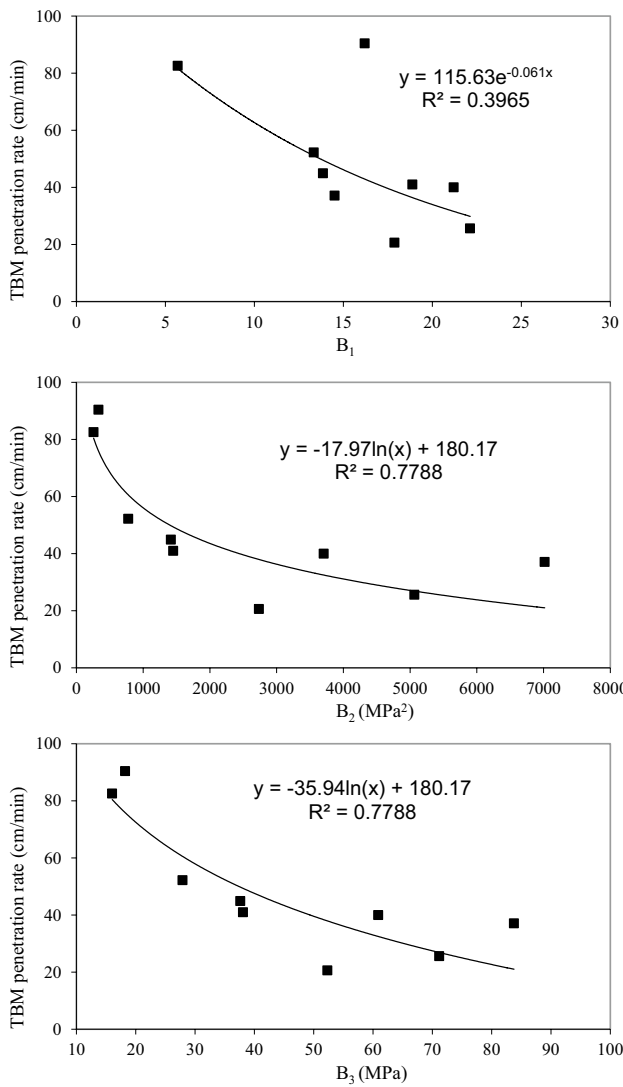 100
80
60
40
20
0
TBM penetration rate (cm/min)
y = 115.63e^-0.061x
R² = 0.3965
0 5 10 15 20 25 30
B₁
100
80
60
40
20
0
TBM penetration rate (cm/min)
y = -17.97ln(x) + 180.17
R² = 0.7788
0 1000 2000 3000 4000 5000 6000 7000 8000
B₂ (MPa²)
100
80
60
40
20
0
TBM penetration rate (cm/min)
y = -35.94ln(x) + 180.17
R² = 0.7788
10 20 30 40 50 60 70 80 90 100
B₃ (MPa)